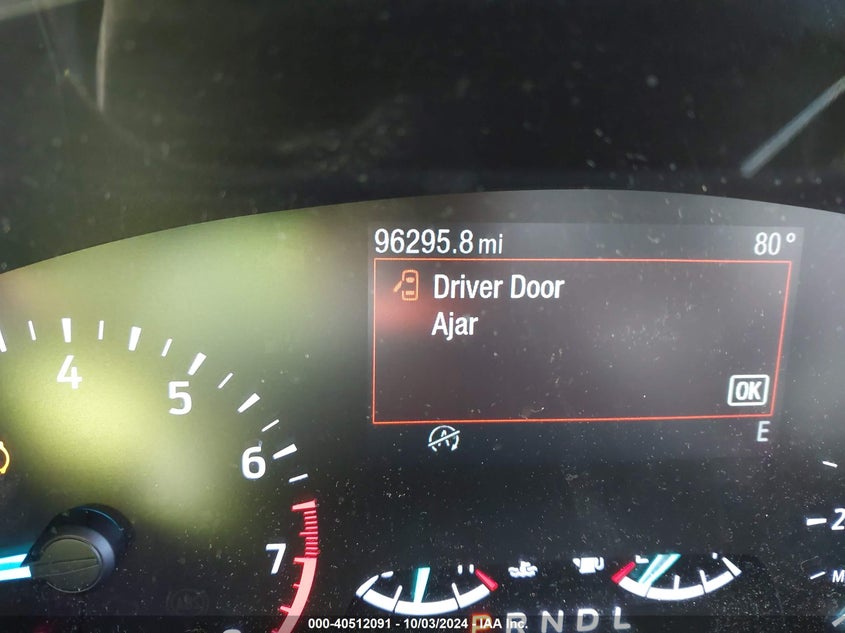 96295.8 mi 80°
Driver Door
Ajar
OK
E
4
5
6
7
2
P R N D L
000-40512091 - 10/03/2024 - IAA Inc.